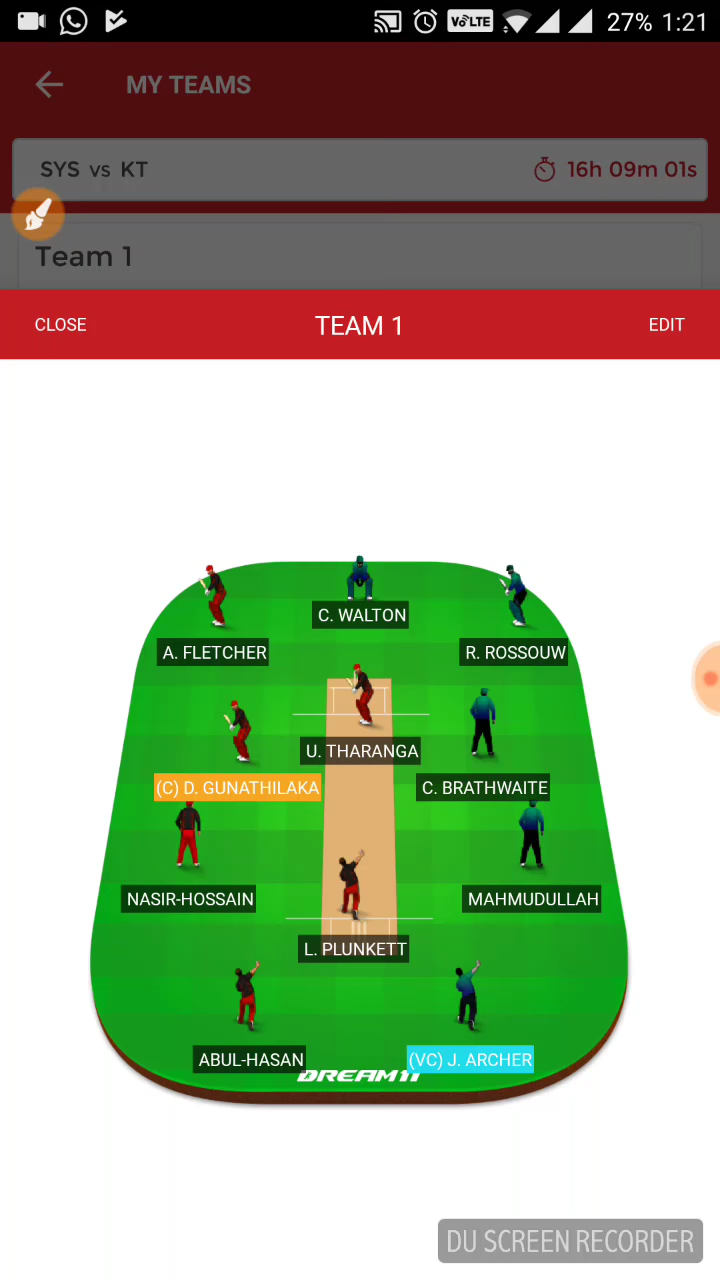 VoLTE 27% 1:21
MY TEAMS
SYS vs KT 16h 09m 01s
Team 1
CLOSE TEAM 1 EDIT
C. WALTON
A. FLETCHER R. ROSSOUW
U. THARANGA
(C) D. GUNATHILAKA C. BRATHWAITE
NASIR-HOSSAIN MAHMUDULLAH
L. PLUNKETT
ABUL-HASAN (VC) J. ARCHER
DREAM11
DU SCREEN RECORDER